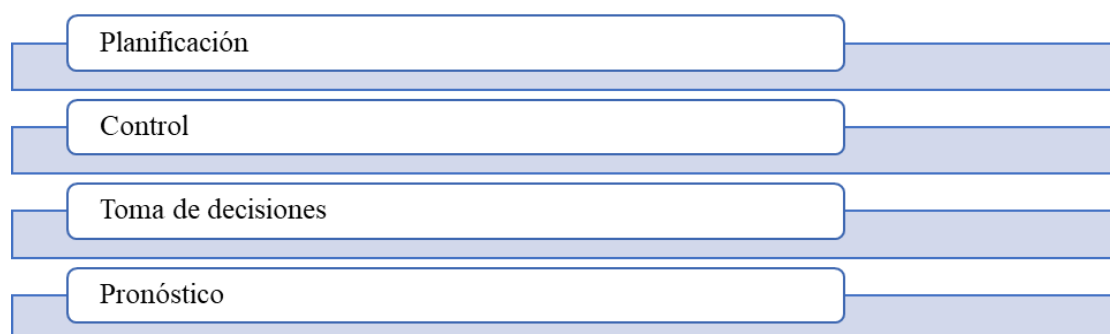 Planificación
Control
Toma de decisiones
Pronóstico